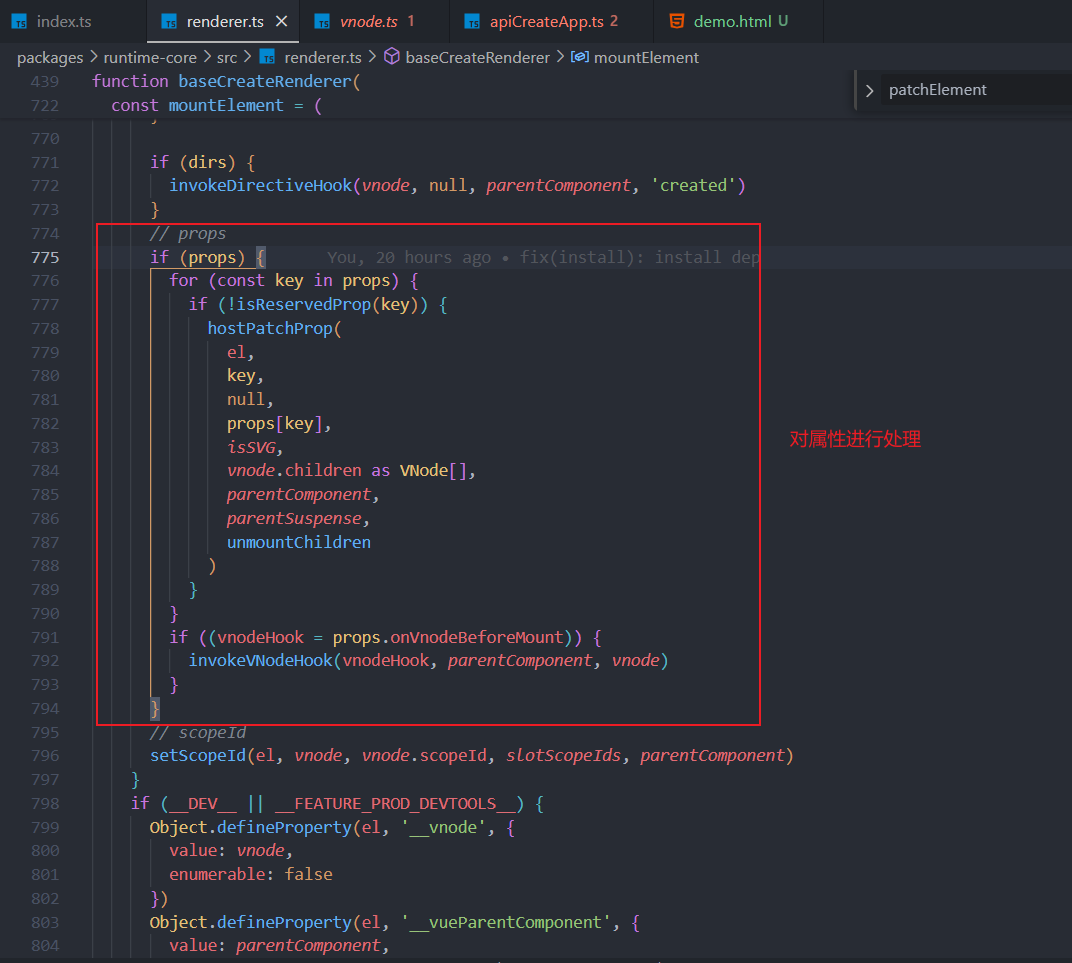 index.ts
renderer.ts
vnode.ts 1
apiCreateApp.ts 2
demo.html U
packages > runtime-core > src > renderer.ts > baseCreateRenderer > mountElement
439 function baseCreateRenderer(
722 const mountElement = (
patchElement
770
771 if (dirs) {
772 invokeDirectiveHook(vnode, null, parentComponent, 'created')
773 }
774 // props
775 if (props) { You, 20 hours ago • fix(install): install dep
776 for (const key in props) {
777 if (!isReservedProp(key)) {
778 hostPatchProp(
779 el,
780 key,
781 null,
782 props[key],
783 isSVG,
对属性进行处理
784 vnode.children as VNode[],
785 parentComponent,
786 parentSuspense,
787 unmountChildren
788 )
789 }
790 }
791 if ((vnodeHook = props.onVnodeBeforeMount)) {
792 invokeVNodeHook(vnodeHook, parentComponent, vnode)
793 }
794 }
795 // scopeId
796 setScopeId(el, vnode, vnode.scopeId, slotScopeIds, parentComponent)
797 }
798 if (__DEV__ || __FEATURE_PROD_DEVTOOLS__) {
799 Object.defineProperty(el, '__vnode', {
800 value: vnode,
801 enumerable: false
802 })
803 Object.defineProperty(el, '__vueParentComponent', {
804 value: parentComponent,